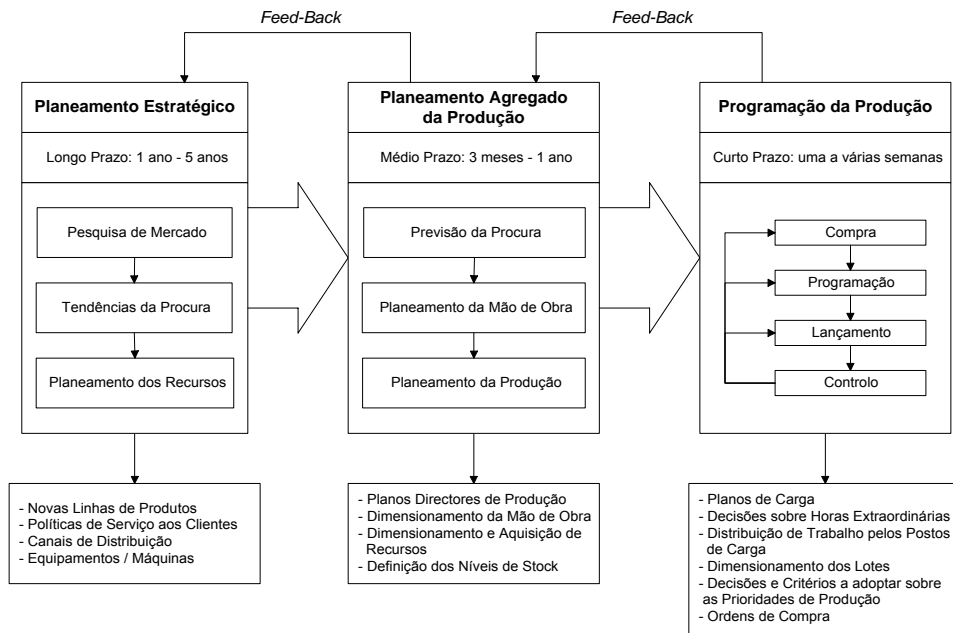 Feed-Back
Feed-Back
Planeamento Estratégico
Longo Prazo: 1 ano - 5 anos
Pesquisa de Mercado
Tendências da Procura
Planeamento dos Recursos
- Novas Linhas de Produtos
- Políticas de Serviço aos Clientes
- Canais de Distribuição
- Equipamentos / Máquinas
Planeamento Agregado
da Produção
Médio Prazo: 3 meses - 1 ano
Previsão da Procura
Planeamento da Mão de Obra
Planeamento da Produção
- Planos Directores de Produção
- Dimensionamento da Mão de Obra
- Dimensionamento e Aquisição de
Recursos
- Definição dos Níveis de Stock
Programação da Produção
Curto Prazo: uma a várias semanas
Compra
Programação
Lançamento
Controlo
- Planos de Carga
- Decisões sobre Horas Extraordinárias
- Distribuição de Trabalho pelos Postos
de Carga
- Dimensionamento dos Lotes
- Decisões e Critérios a adoptar sobre
as Prioridades de Produção
- Ordens de Compra